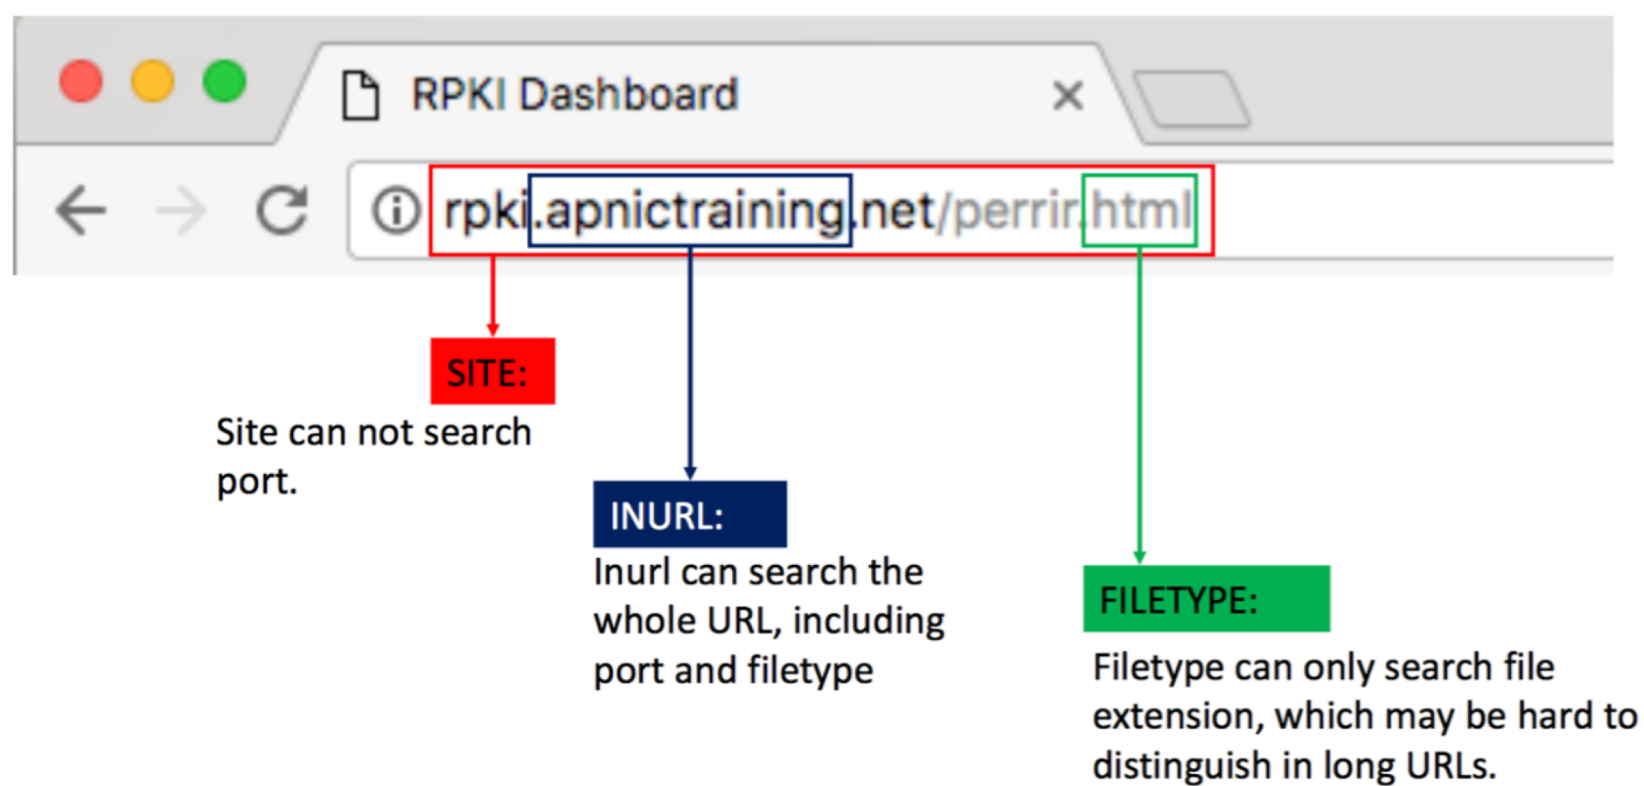 RPKI Dashboard
rpki.apnictraining.net/perrir.html
SITE:
Site can not search
port.
INURL:
Inurl can search the
whole URL, including
port and filetype
FILETYPE:
Filetype can only search file
extension, which may be hard to
distinguish in long URLs.